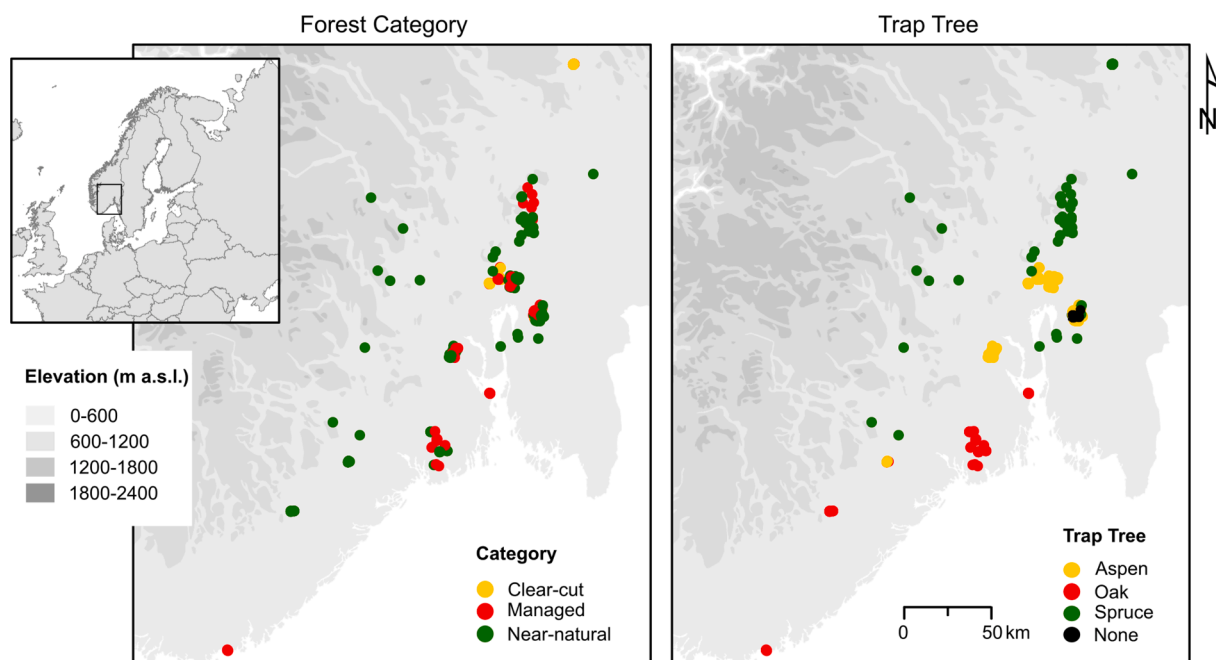 Forest Category
Trap Tree
N
Elevation (m a.s.l.)
0-600
600-1200
1200-1800
1800-2400
Category
Clear-cut
Managed
Near-natural
0 50 km
Trap Tree
Aspen
Oak
Spruce
None